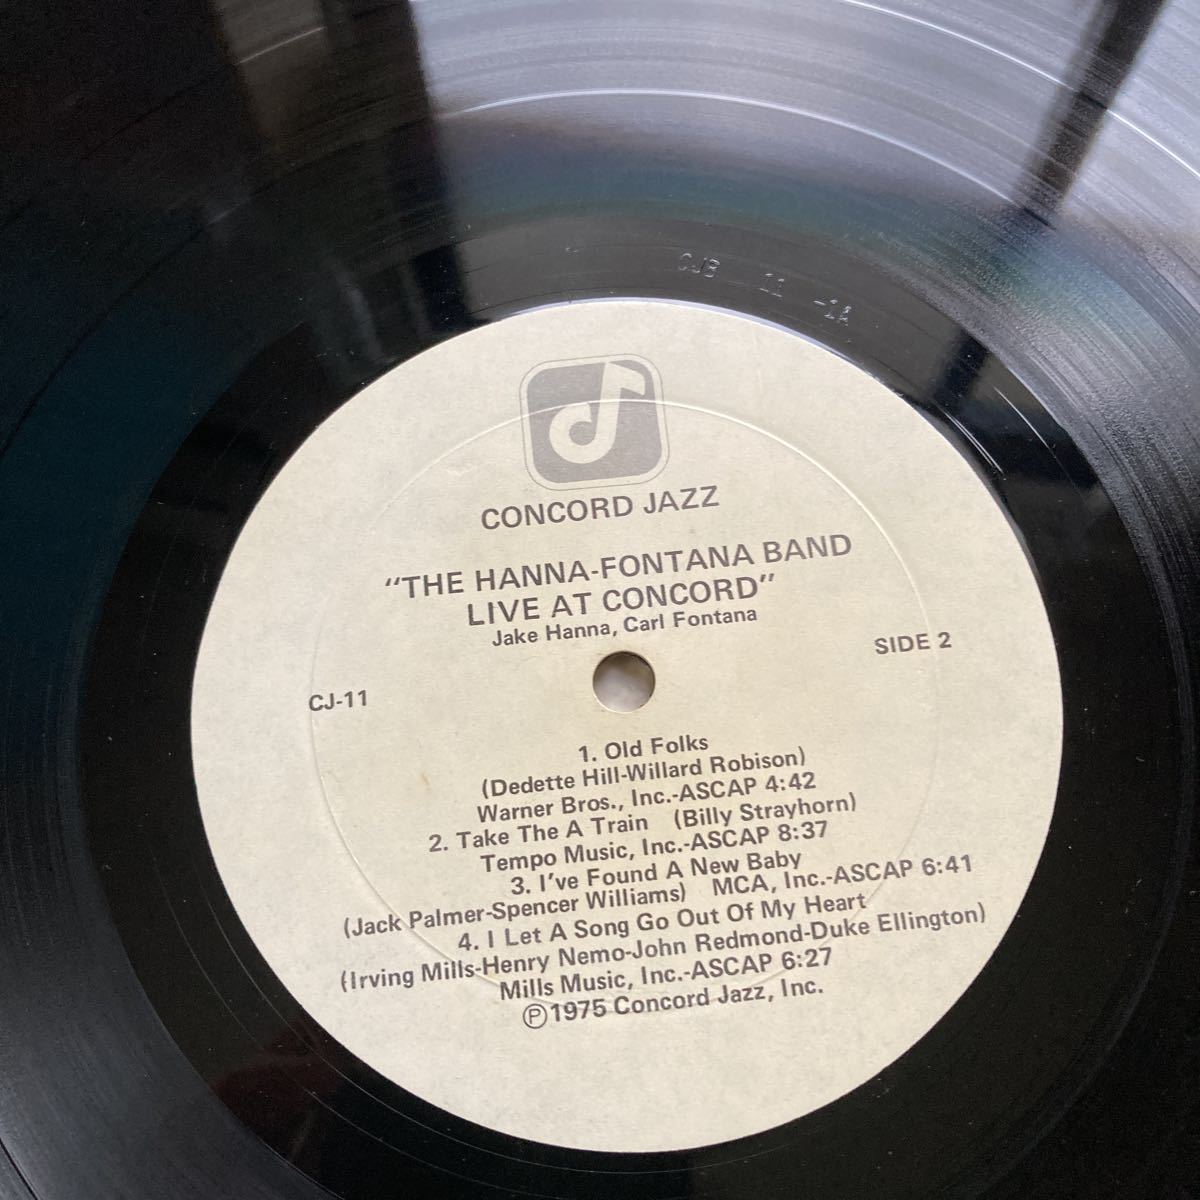 CJB 11 -1A
CONCORD JAZZ
"THE HANNA-FONTANA BAND
LIVE AT CONCORD"
Jake Hanna, Carl Fontana
SIDE 2
CJ-11
1. Old Folks
(Dedette Hill-Willard Robison)
Warner Bros., Inc.-ASCAP 4:42
2. Take The A Train (Billy Strayhorn)
Tempo Music, Inc.-ASCAP 8:37
3. I've Found A New Baby
(Jack Palmer-Spencer Williams) MCA, Inc.-ASCAP 6:41
4. I Let A Song Go Out Of My Heart
(Irving Mills-Henry Nemo-John Redmond-Duke Ellington)
Mills Music, Inc.-ASCAP 6:27
Ⓟ1975 Concord Jazz, Inc.